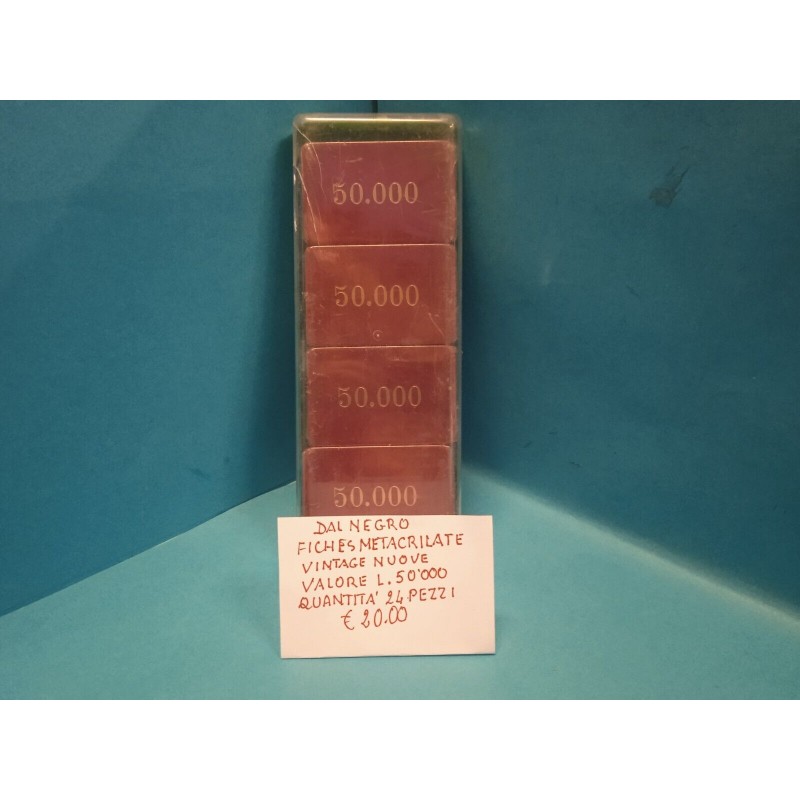 50.000
50.000
50.000
50.000
DAL NEGRO
FICHES METACRILATE
VINTAGE NUOVE
VALORE L. 50'000
QUANTITA' 24 PEZZI
€ 20.00